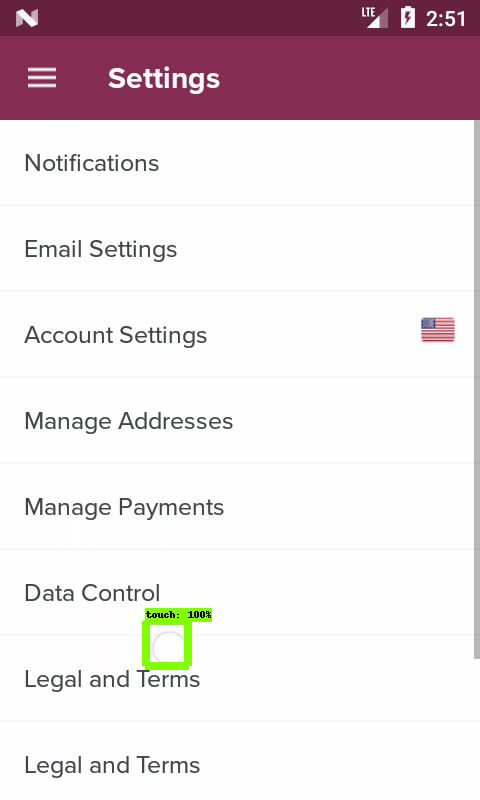 LTE 2:51
Settings
Notifications
Email Settings
Account Settings
Manage Addresses
Manage Payments
Data Control
touch: 100%
Legal and Terms
Legal and Terms